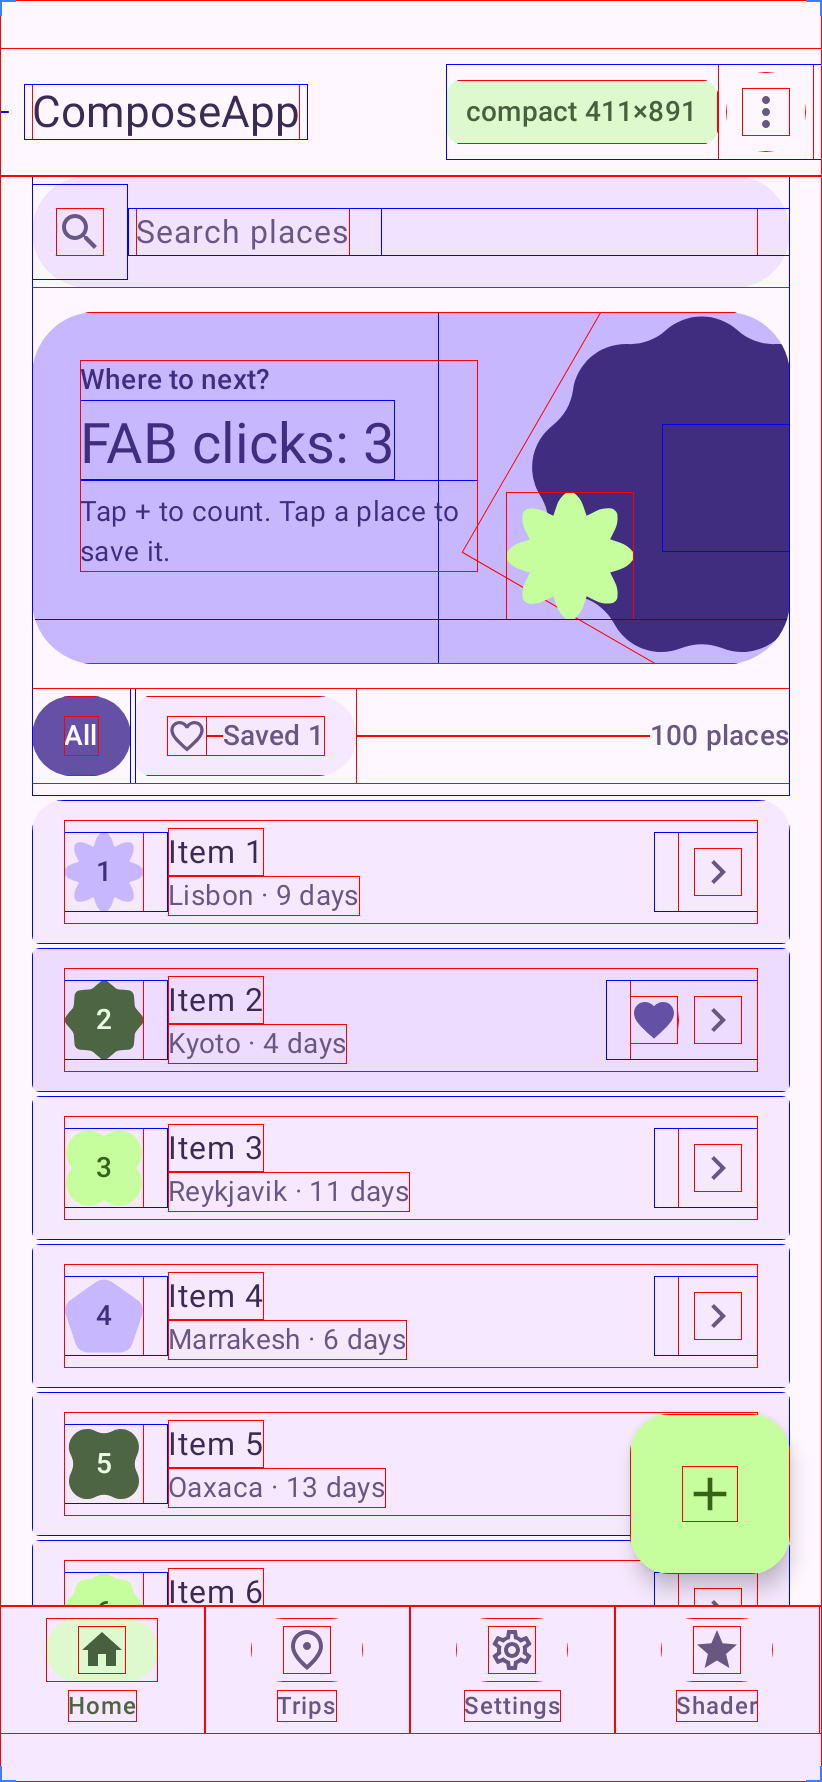 ComposeApp
compact 411×891
Search places
Where to next?
FAB clicks: 3
Tap + to count. Tap a place to
save it.
All
Saved 1
100 places
1
Item 1
Lisbon · 9 days
2
Item 2
Kyoto · 4 days
3
Item 3
Reykjavik · 11 days
4
Item 4
Marrakesh · 6 days
5
Item 5
Oaxaca · 13 days
Item 6
Home
Trips
Settings
Shader